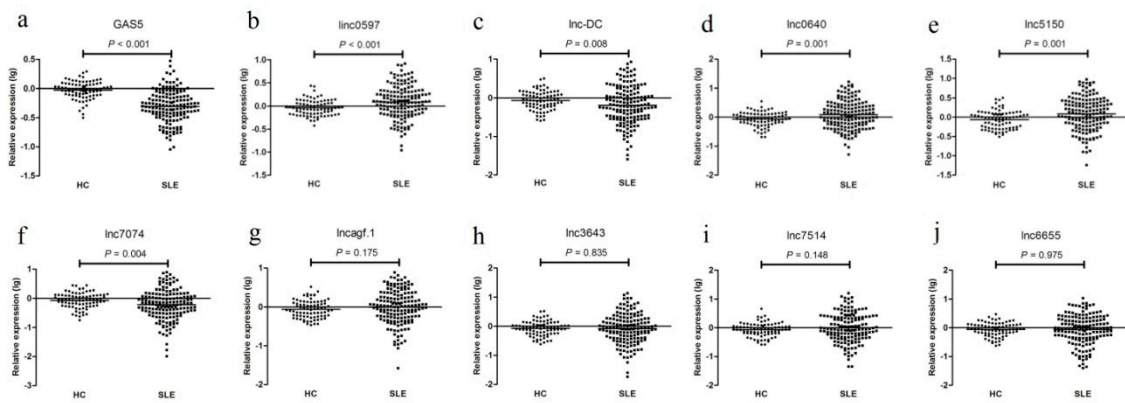 a
GAS5
P < 0.001
Relative expression (lg)
0.5
0.0
-0.5
-1.0
-1.5
HC
SLE
b
linc0597
P < 0.001
Relative expression (lg)
1.0
0.5
0.0
-0.5
-1.0
-1.5
HC
SLE
c
lnc-DC
P = 0.008
Relative expression (lg)
1
0
-1
-2
HC
SLE
d
lnc0640
P = 0.001
Relative expression (lg)
2
1
0
-1
-2
HC
SLE
e
lnc5150
P = 0.001
Relative expression (lg)
1.5
1.0
0.5
0.0
-0.5
-1.0
-1.5
HC
SLE
f
lnc7074
P = 0.004
Relative expression (lg)
1
0
-1
-2
-3
HC
SLE
g
lncagf.1
P = 0.175
Relative expression (lg)
1
0
-1
-2
HC
SLE
h
lnc3643
P = 0.835
Relative expression (lg)
2
1
0
-1
-2
HC
SLE
i
lnc7514
P = 0.148
Relative expression (lg)
2
1
0
-1
-2
HC
SLE
j
lnc6655
P = 0.975
Relative expression (lg)
2
1
0
-1
-2
HC
SLE